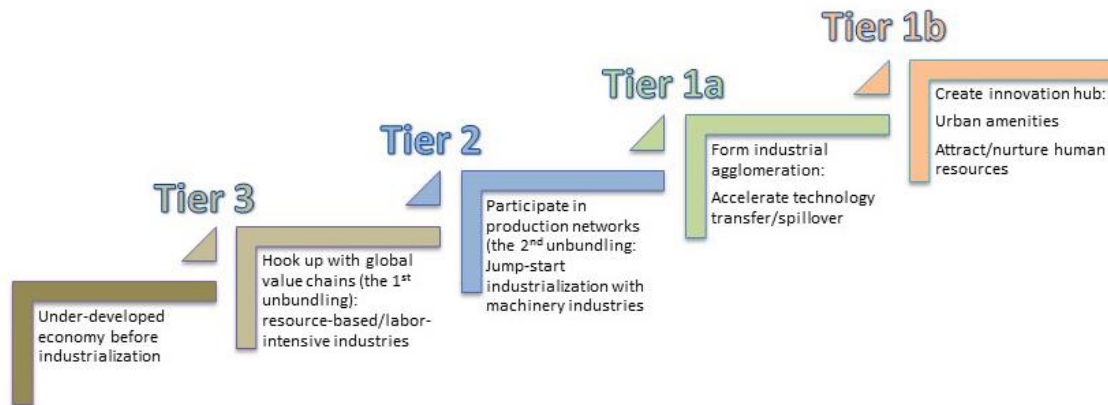 Tier 1b
Create innovation hub:
Urban amenities
Attract/nurture human
resources
Tier 1a
Form industrial
agglomeration:
Accelerate technology
transfer/spillover
Tier 2
Participate in
production networks
(the 2nd unbundling:
Jump-start
industrialization with
machinery industries
Tier 3
Hook up with global
value chains (the 1st
unbundling):
resource-based/labor-
intensive industries
Under-developed
economy before
industrialization